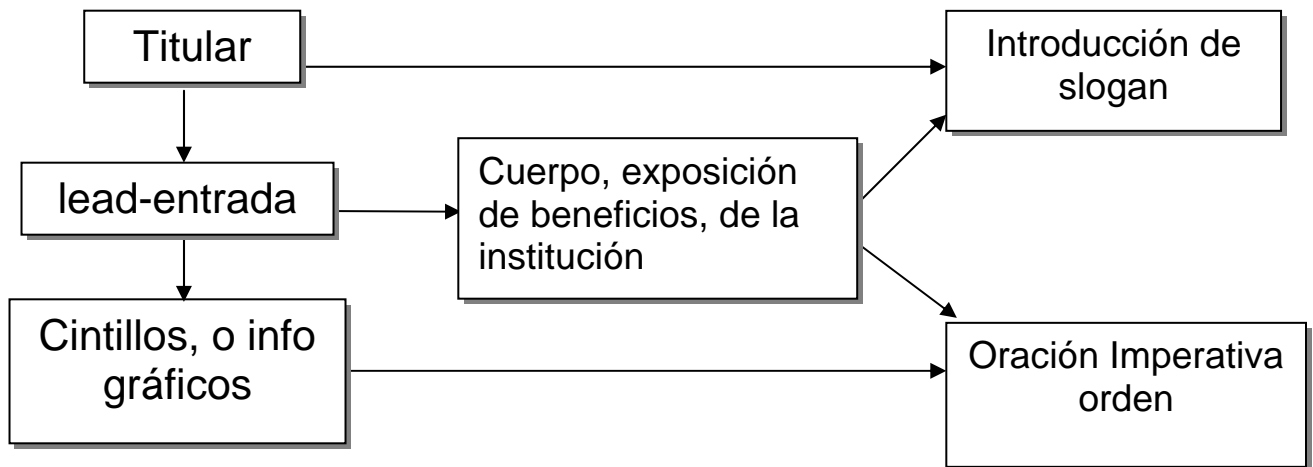 Titular
Introducción de
slogan
lead-entrada
Cuerpo, exposición
de beneficios, de la
institución
Cintillos, o info
gráficos
Oración Imperativa
orden